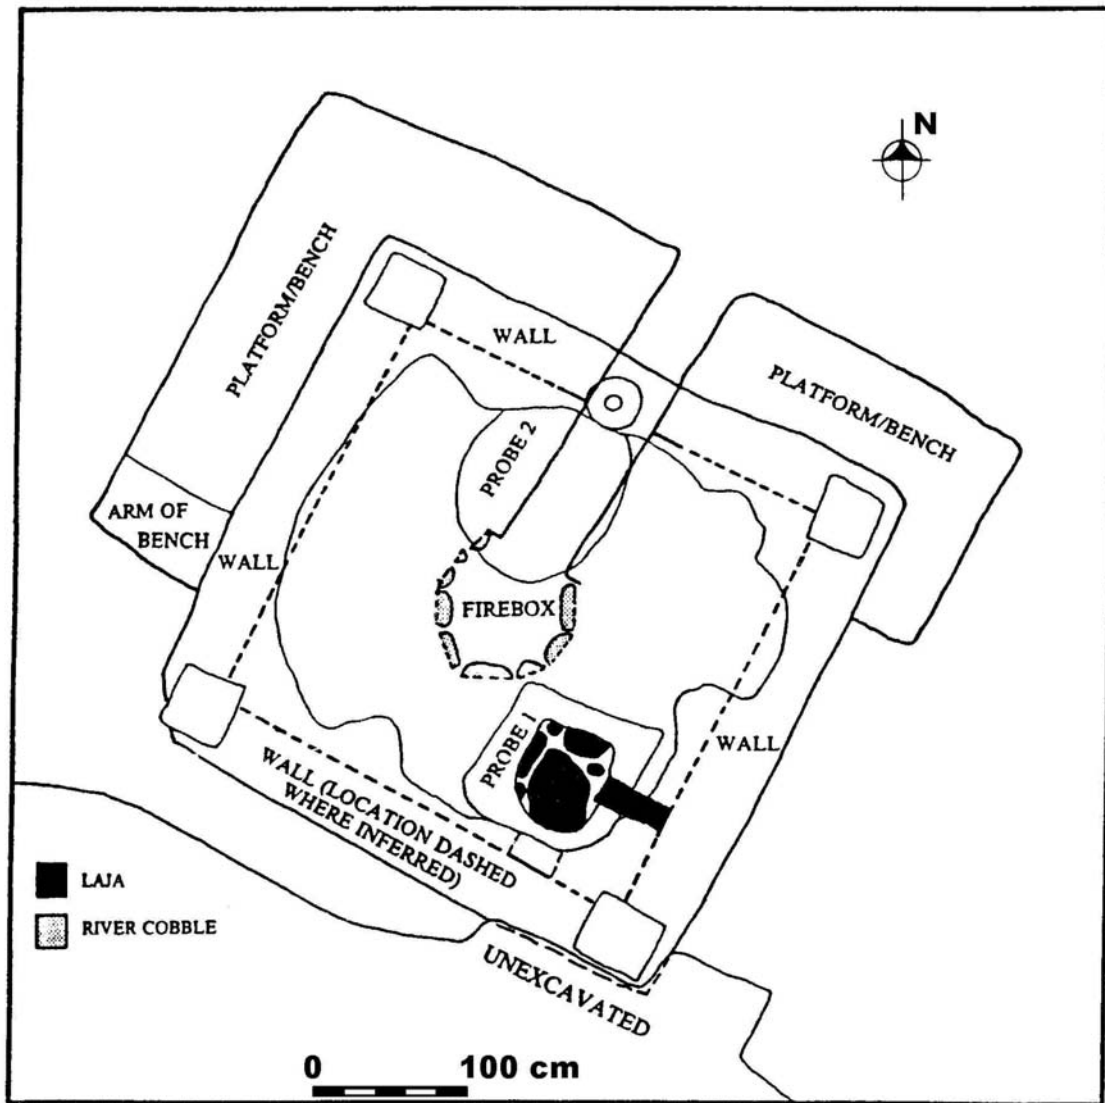 N
PLATFORM/BENCH
WALL
PLATFORM/BENCH
PROBE 2
ARM OF
BENCH
WALL
FIREBOX
PROBE 1
WALL
WALL (LOCATION DASHED
WHERE INFERRED)
LAJA
RIVER COBBLE
UNEXCAVATED
0 100 cm